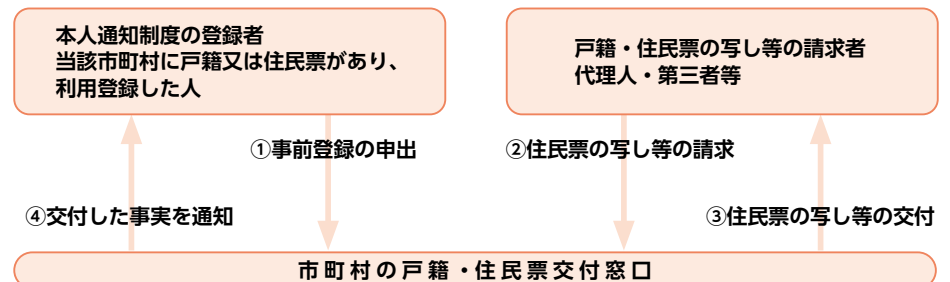 本人通知制度の登録者
当該市町村に戸籍又は住民票があり、
利用登録した人
戸籍・住民票の写し等の請求者
代理人・第三者等
①事前登録の申出
②住民票の写し等の請求
④交付した事実を通知
③住民票の写し等の交付
市町村の戸籍・住民票交付窓口